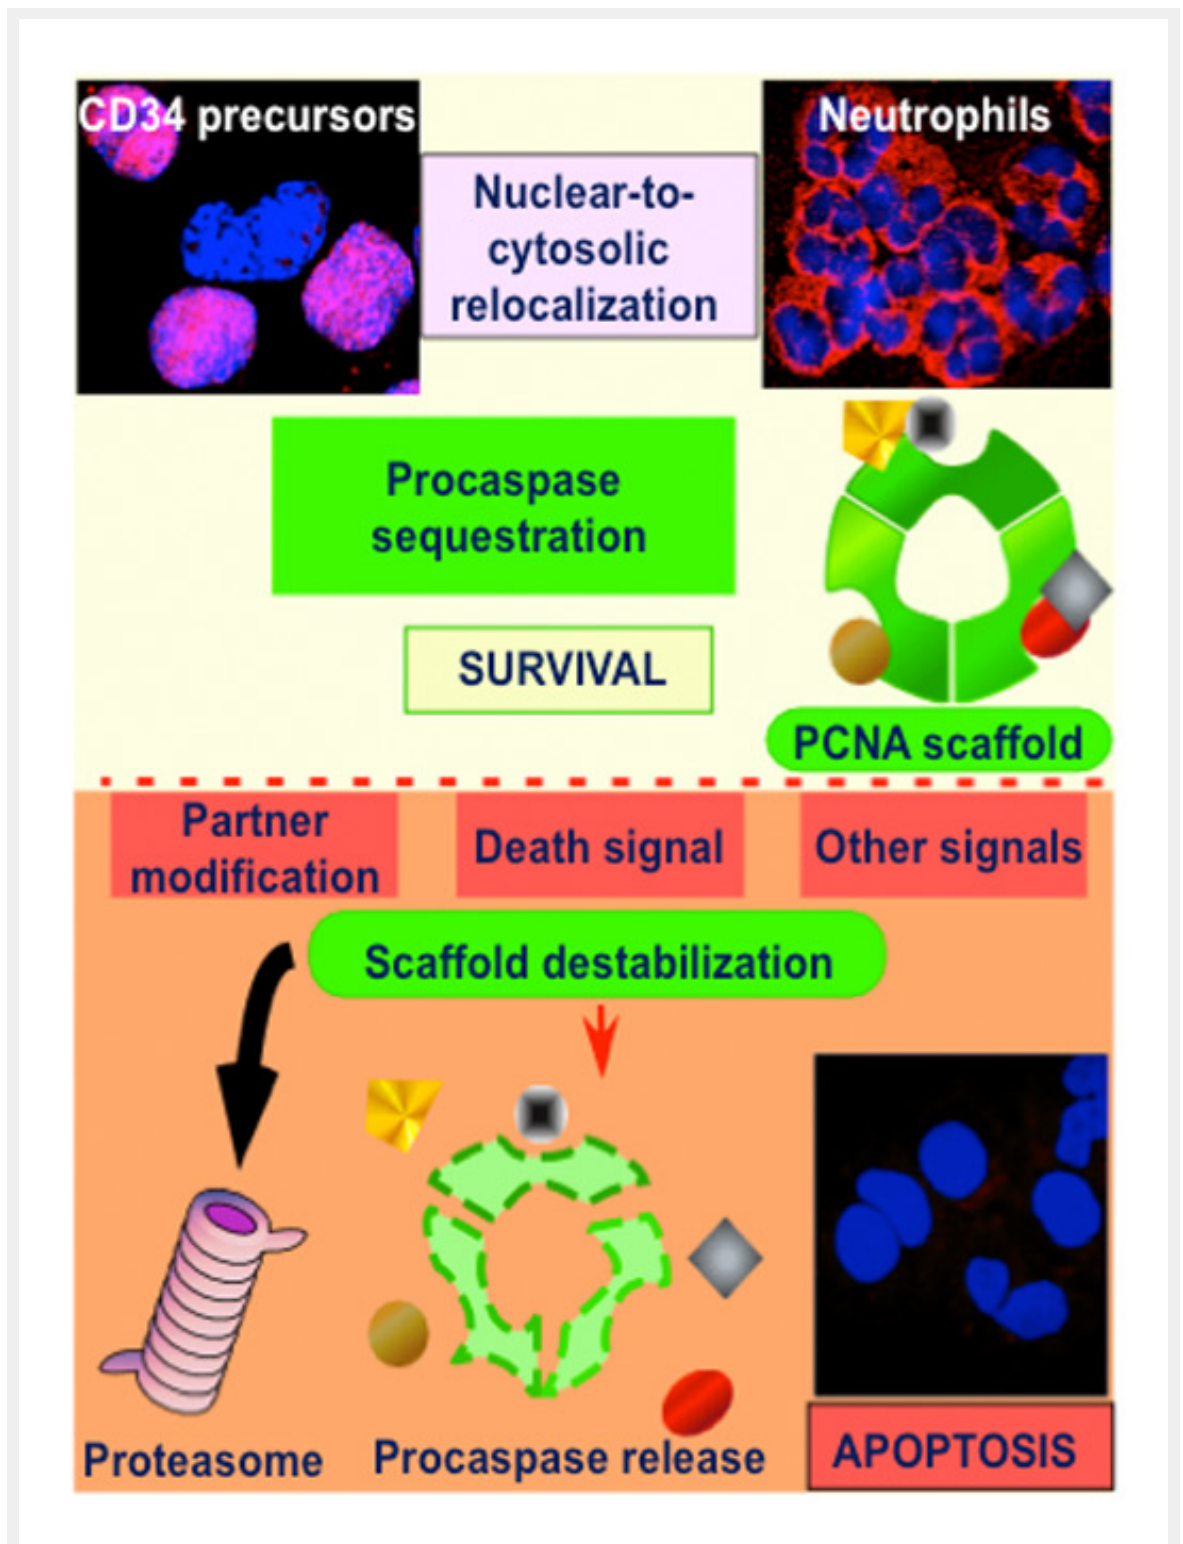 CD34 precursors
Neutrophils
Nuclear-to-
cytosolic
relocalization
Procaspase
sequestration
SURVIVAL
PCNA scaffold
Partner
modification
Death signal
Other signals
Scaffold destabilization
Proteasome
Procaspase release
APOPTOSIS